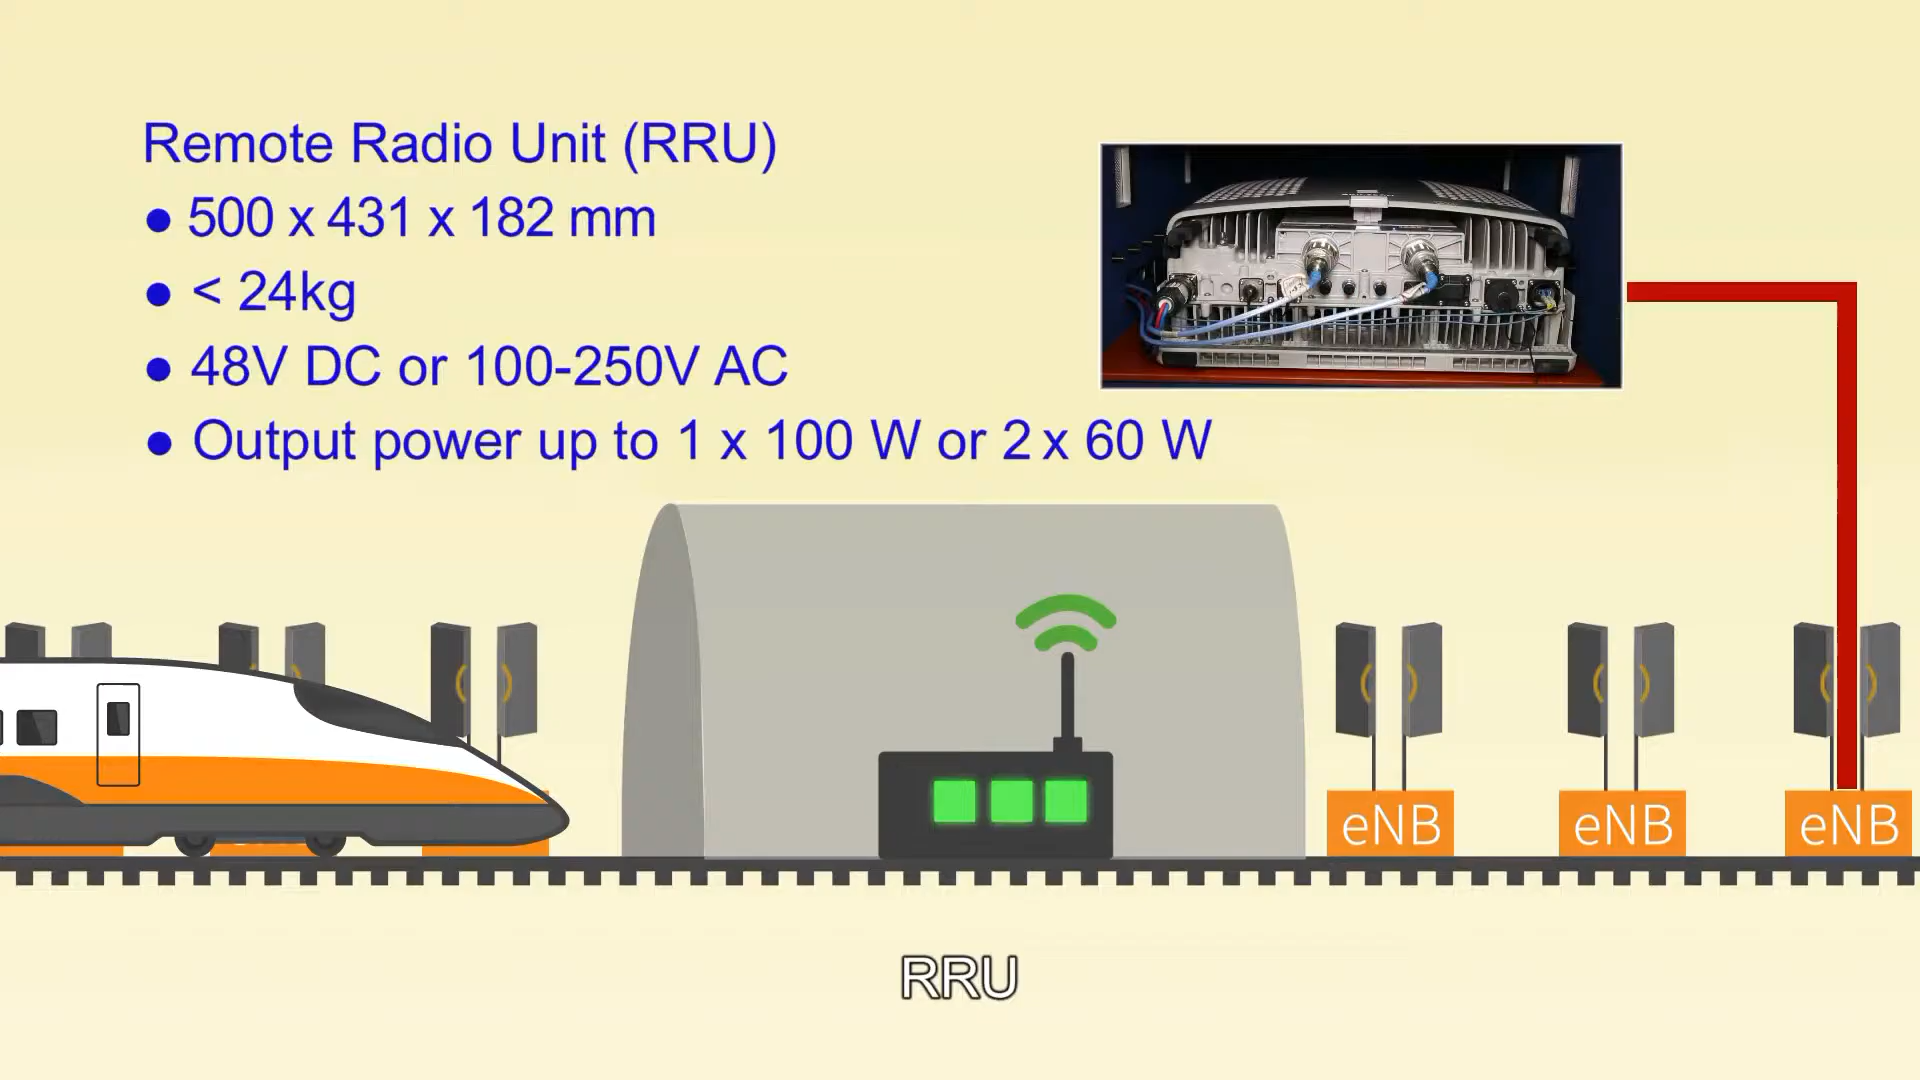 Remote Radio Unit (RRU)
● 500 x 431 x 182 mm
● < 24kg
● 48V DC or 100-250V AC
● Output power up to 1 x 100 W or 2 x 60 W
eNB eNB eNB
RRU